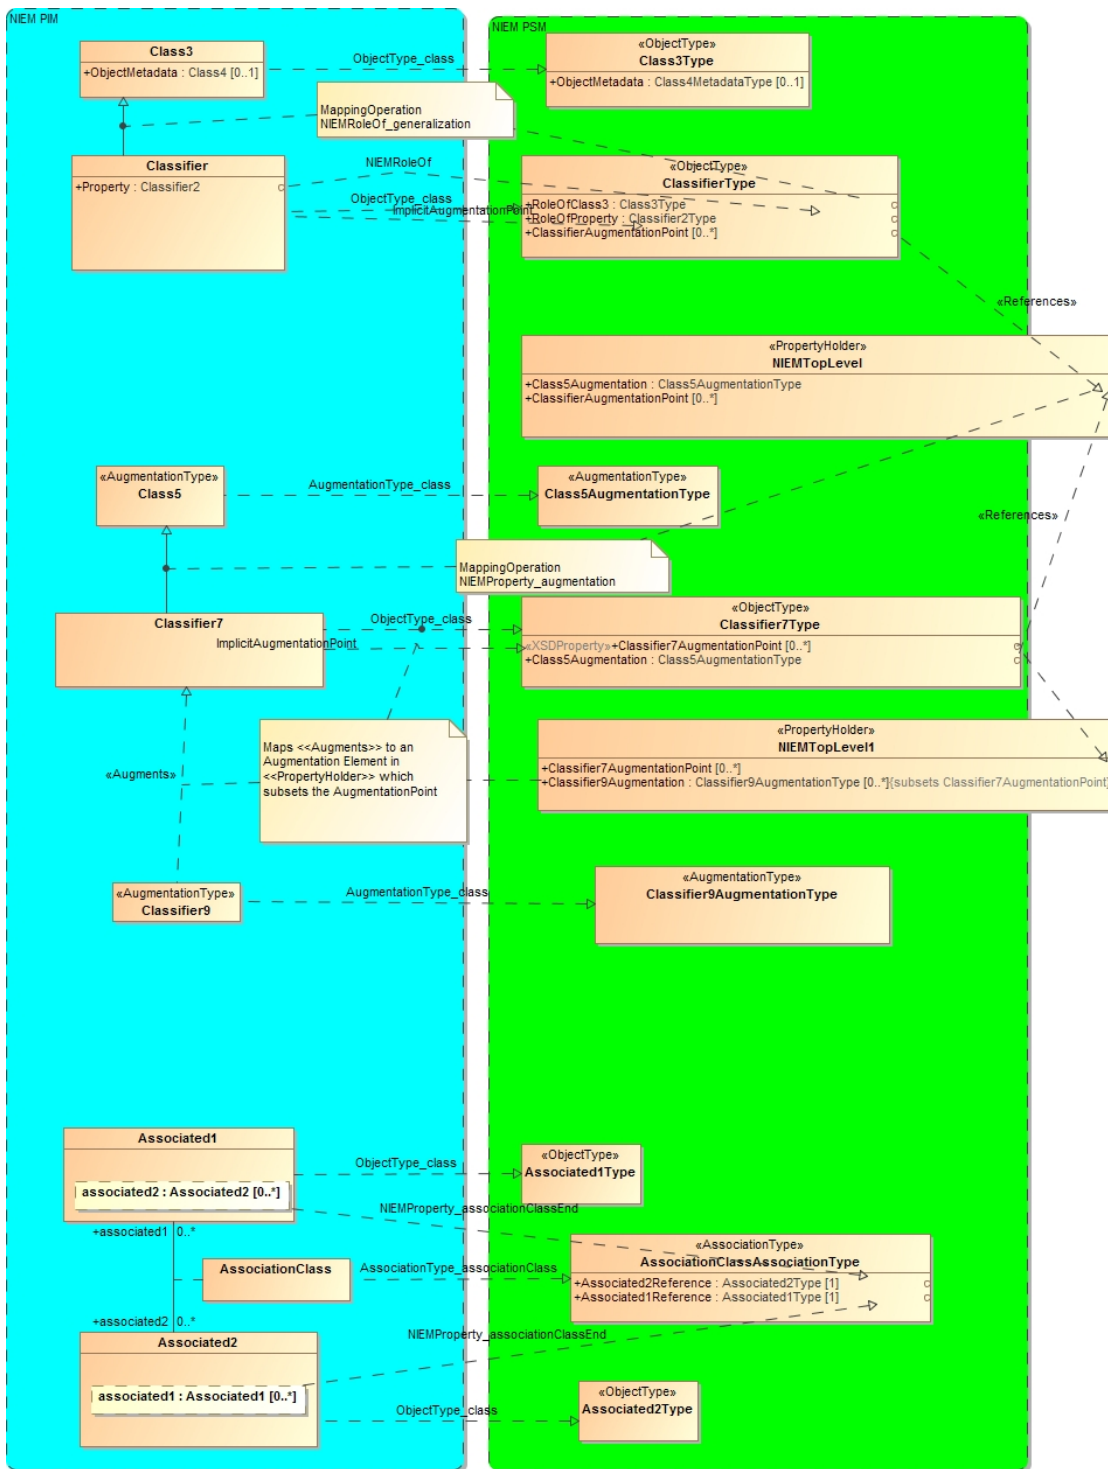 NIEM PIM
NIEM PSM
Class3
+ObjectMetadata : Class4 [0..1]
ObjectType_class
«ObjectType»
Class3Type
+ObjectMetadata : Class4MetadataType [0..1]
MappingOperation
NIEMRoleOf_generalization
Classifier
+Property : Classifier2
NIEMRoleOf
ObjectType_class
ImplicitAugmentationPoint
«ObjectType»
ClassifierType
+RoleOfClass3 : Class3Type
+RoleOfProperty : Classifier2Type
+ClassifierAugmentationPoint [0..*]
«References»
«PropertyHolder»
NIEMTopLevel
+Class5Augmentation : Class5AugmentationType
+ClassifierAugmentationPoint [0..*]
«AugmentationType»
Class5
AugmentationType_class
«AugmentationType»
Class5AugmentationType
«References»
MappingOperation
NIEMProperty_augmentation
Classifier7
ObjectType_class
ImplicitAugmentationPoint
«ObjectType»
Classifier7Type
«XSDProperty»+Classifier7AugmentationPoint [0..*]
+Class5Augmentation : Class5AugmentationType
«Augments»
Maps <<Augments>> to an
Augmentation Element in
<<PropertyHolder>> which
subsets the AugmentationPoint
«PropertyHolder»
NIEMTopLevel1
+Classifier7AugmentationPoint [0..*]
+Classifier9Augmentation : Classifier9AugmentationType [0..*]{subsets Classifier7AugmentationPoint}
«AugmentationType»
Classifier9
AugmentationType_class
«AugmentationType»
Classifier9AugmentationType
Associated1
associated2 : Associated2 [0..*]
ObjectType_class
«ObjectType»
Associated1Type
NIEMProperty_associationClassEnd
+associated1 0..*
AssociationClass
AssociationType_associationClass
«AssociationType»
AssociationClassAssociationType
+Associated2Reference : Associated2Type [1]
+Associated1Reference : Associated1Type [1]
+associated2 0..*
NIEMProperty_associationClassEnd
Associated2
associated1 : Associated1 [0..*]
ObjectType_class
«ObjectType»
Associated2Type